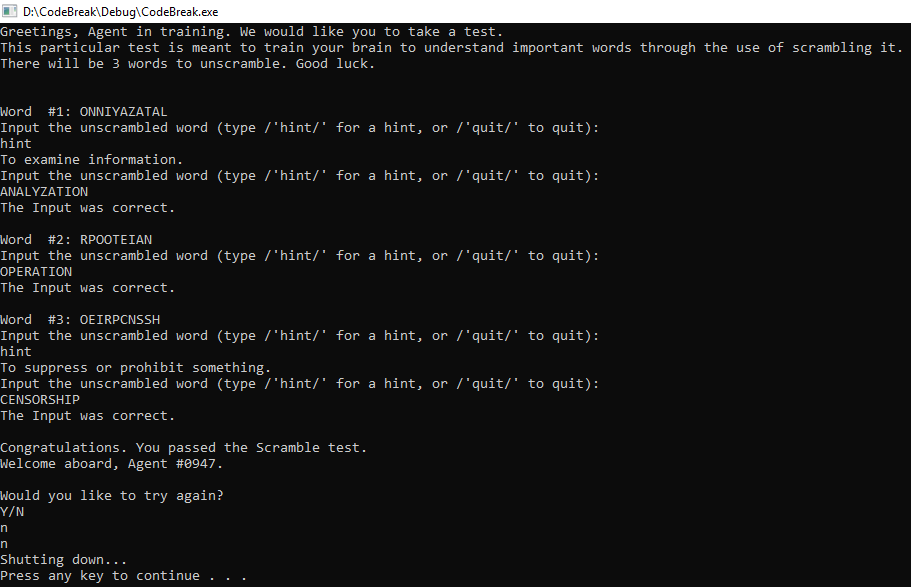 D:\CodeBreak\Debug\CodeBreak.exe
Greetings, Agent in training. We would like you to take a test.
This particular test is meant to train your brain to understand important words through the use of scrambling it.
There will be 3 words to unscramble. Good luck.
Word  #1: ONNIYAZATAL
Input the unscrambled word (type /'hint/' for a hint, or /'quit/' to quit):
hint
To examine information.
Input the unscrambled word (type /'hint/' for a hint, or /'quit/' to quit):
ANALYZATION
The Input was correct.
Word  #2: RPOOTEIAN
Input the unscrambled word (type /'hint/' for a hint, or /'quit/' to quit):
OPERATION
The Input was correct.
Word  #3: OEIRPCNSSH
Input the unscrambled word (type /'hint/' for a hint, or /'quit/' to quit):
hint
To suppress or prohibit something.
Input the unscrambled word (type /'hint/' for a hint, or /'quit/' to quit):
CENSORSHIP
The Input was correct.
Congratulations. You passed the Scramble test.
Welcome aboard, Agent #0947.
Would you like to try again?
Y/N
n
n
Shutting down...
Press any key to continue . . .